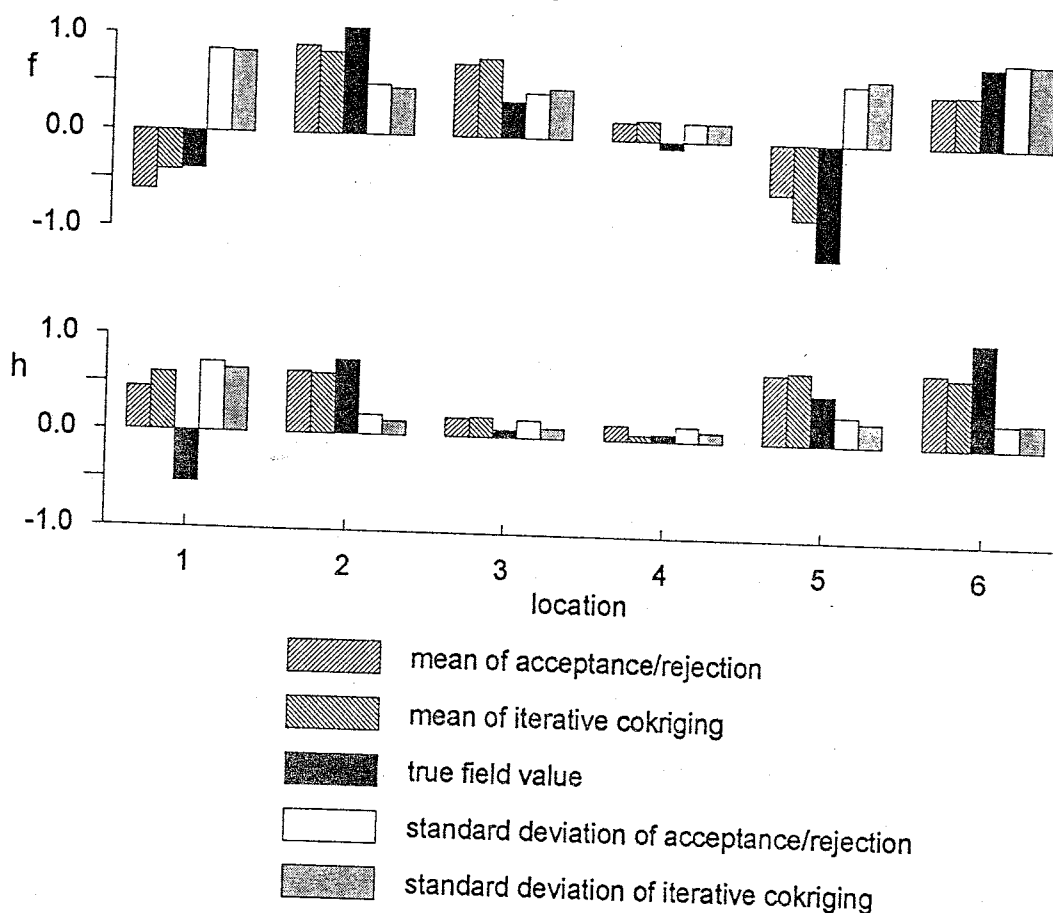 1.0
f
0.0
-1.0
1.0
h
0.0
-1.0
1 2 3 4 5 6
location
mean of acceptance/rejection
mean of iterative cokriging
true field value
standard deviation of acceptance/rejection
standard deviation of iterative cokriging